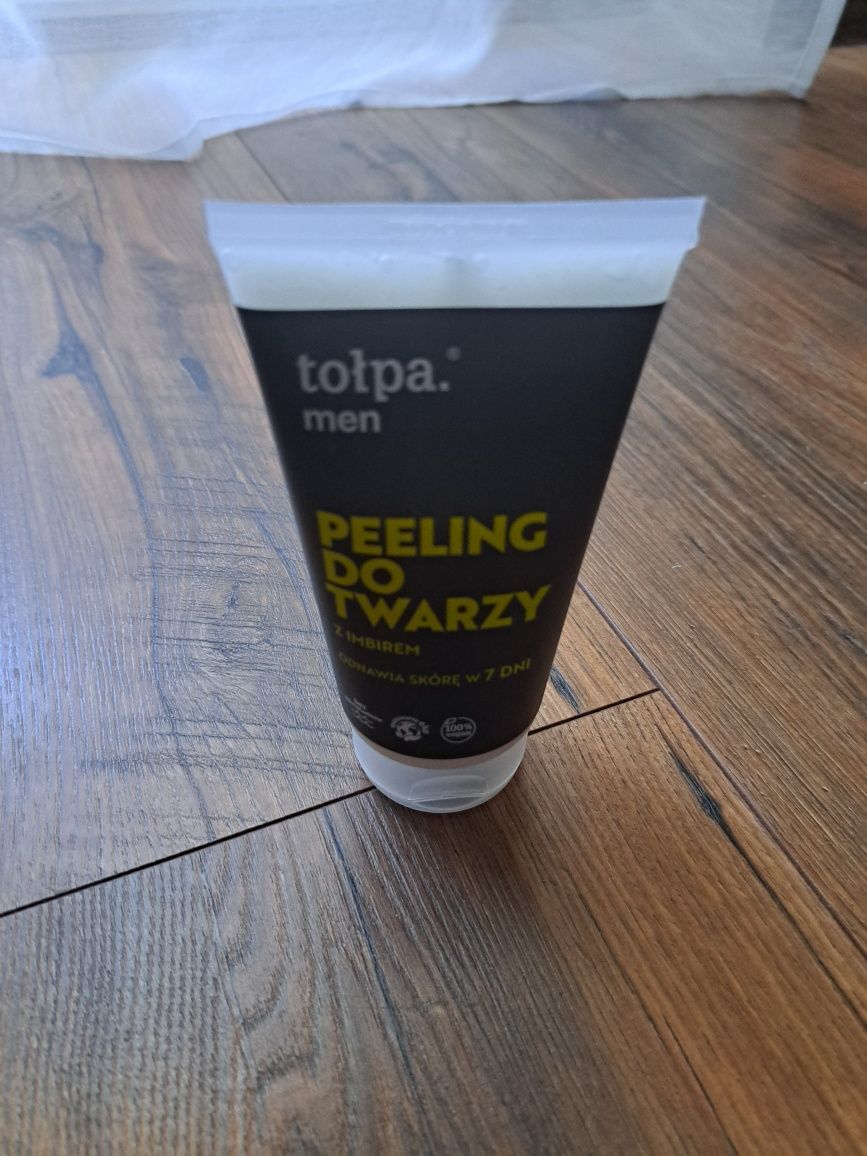 tołpa.®
men
PEELING
DO
TWARZY
Z IMBIREM
ODNAWIA SKÓRĘ W 7 DNI
100%
vegan